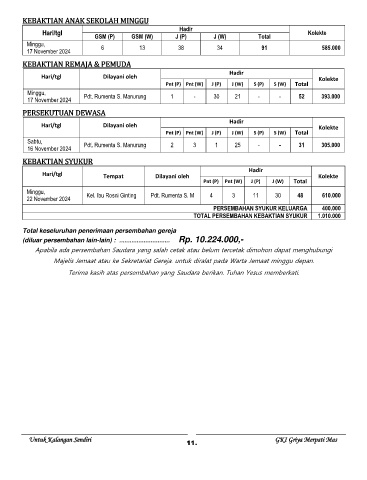 KEBAKTIAN ANAK SEKOLAH MINGGU
Hari/tgl Hadir Kolekte
GSM (P) GSM (W) J (P) J (W) Total
Minggu, 17 November 2024 6 13 38 34 91 585.000
KEBAKTIAN REMAJA & PEMUDA
Hari/tgl Dilayani oleh Hadir Kolekte
Pnt (P) Pnt (W) J (P) J (W) S (P) S (W) Total
Minggu, 17 November 2024 Pdt. Rumenta S. Manurung 1 - 30 21 - - 52 393.000
PERSEKUTUAN DEWASA
Hari/tgl Dilayani oleh Hadir Kolekte
Pnt (P) Pnt (W) J (P) J (W) S (P) S (W) Total
Sabtu, 16 November 2024 Pdt. Rumenta S. Manurung 2 3 1 25 - - 31 305.000
KEBAKTIAN SYUKUR
Hari/tgl Tempat Dilayani oleh Hadir Kolekte
Pnt (P) Pnt (W) J (P) J (W) Total
Minggu, 22 November 2024 Kel. Ibu Rosni Ginting Pdt. Rumenta S. M 4 3 11 30 48 610.000
PERSEMBAHAN SYUKUR KELUARGA 400.000
TOTAL PERSEMBAHAN KEBAKTIAN SYUKUR 1.010.000
Total keseluruhan penerimaan persembahan gereja
(diluar persembahan lain-lain) : ............................ Rp. 10.224.000,-
Apabila ada persembahan Saudara yang salah cetak atau belum tercetak dimohon dapat menghubungi
Majelis Jemaat atau ke Sekretariat Gereja untuk diralat pada Warta Jemaat minggu depan.
Terima kasih atas persembahan yang Saudara berikan. Tuhan Yesus memberkati.
Untuk Kalangan Sendiri GKI Griya Merpati Mas
11.